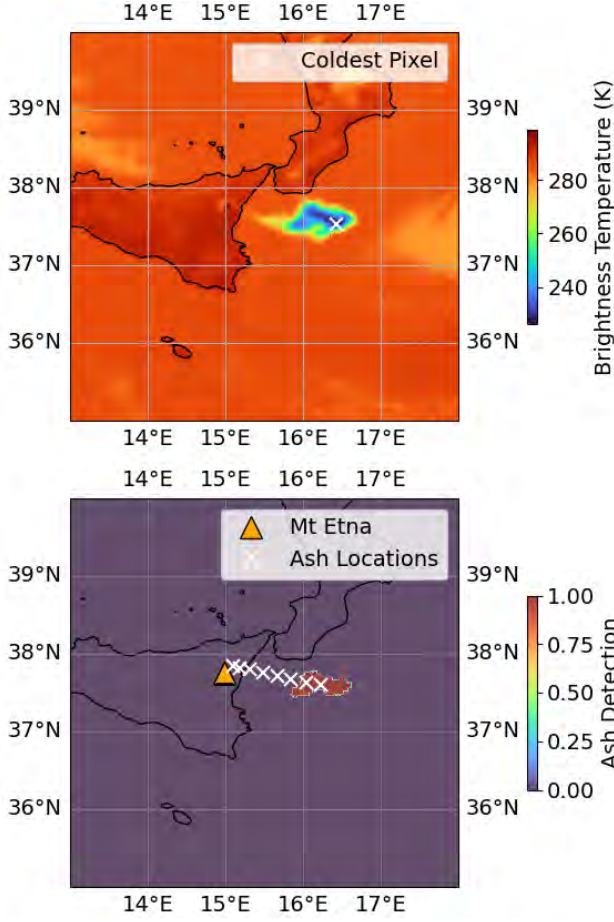 14°E 15°E 16°E 17°E
Coldest Pixel
39°N 39°N
38°N 38°N
37°N 37°N
36°N 36°N
280
260
240
Brightness Temperature (K)
14°E 15°E 16°E 17°E
14°E 15°E 16°E 17°E
Mt Etna
Ash Locations
39°N 39°N
38°N 38°N
37°N 37°N
36°N 36°N
1.00
0.75
0.50
0.25
0.00
Ash Detection
14°E 15°E 16°E 17°E